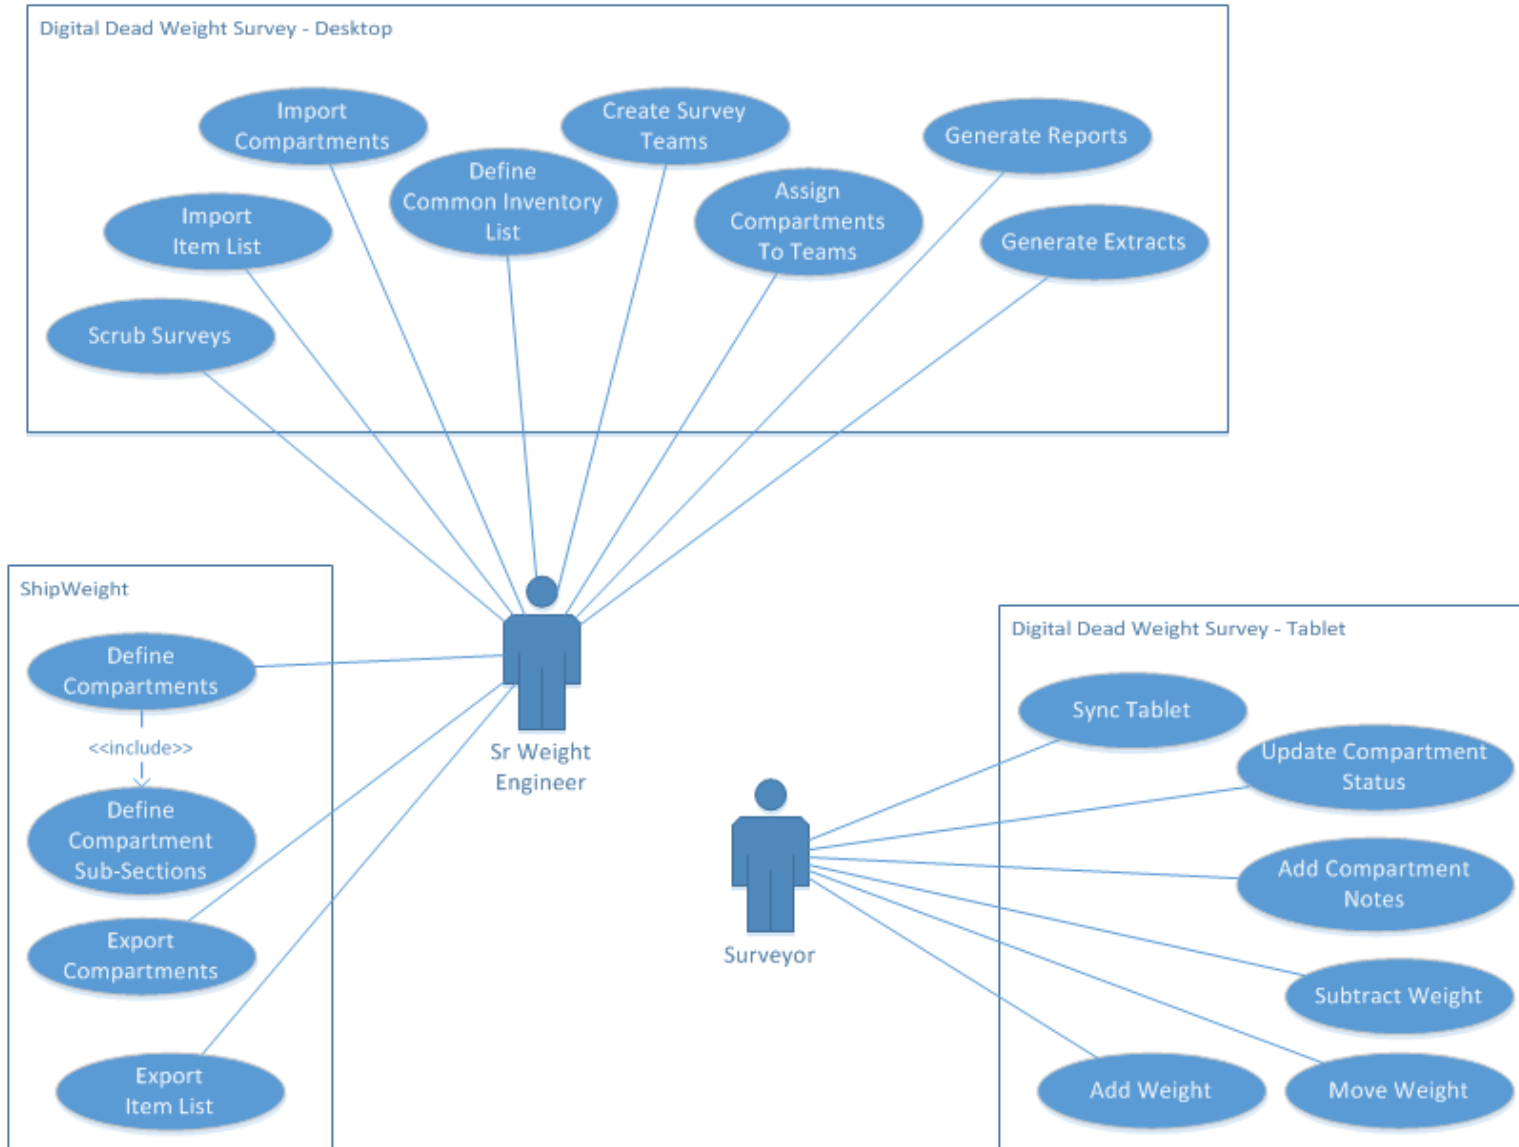 Digital Dead Weight Survey - Desktop
Import
Compartments
Create Survey
Teams
Generate Reports
Define
Common Inventory
List
Assign
Compartments
To Teams
Import
Item List
Generate Extracts
Scrub Surveys
ShipWeight
Define
Compartments
<<include>>
Define
Compartment
Sub-Sections
Export
Compartments
Export
Item List
Sr Weight
Engineer
Surveyor
Digital Dead Weight Survey - Tablet
Sync Tablet
Update Compartment
Status
Add Compartment
Notes
Subtract Weight
Add Weight
Move Weight